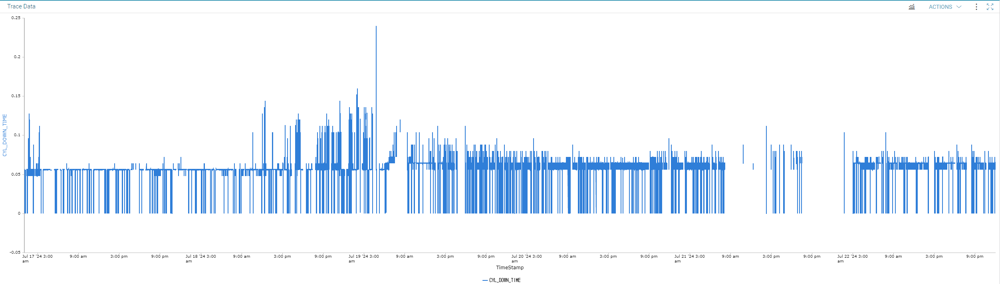 Trace Data
ACTIONS
0.25
0.2
0.15
0.1
0.05
0
-0.05
CYL_DOWN_TIME
Jul 17 '24 3:00 am
9:00 am
3:00 pm
9:00 pm
Jul 18 '24 3:00 am
9:00 am
3:00 pm
9:00 pm
Jul 19 '24 3:00 am
9:00 am
3:00 pm
9:00 pm
Jul 20 '24 3:00 am
9:00 am
3:00 pm
9:00 pm
Jul 21 '24 3:00 am
9:00 am
3:00 pm
9:00 pm
Jul 22 '24 3:00 am
9:00 am
3:00 pm
9:00 pm
TimeStamp
CYL_DOWN_TIME